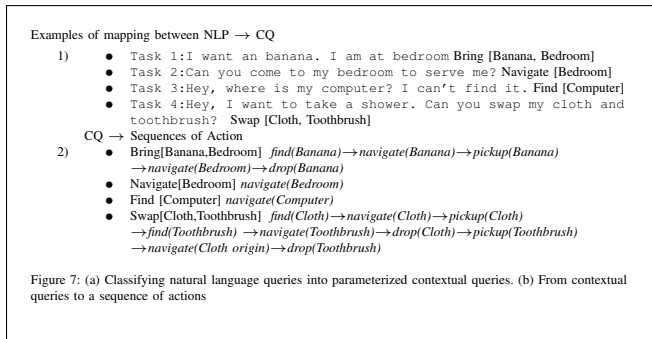 Examples of mapping between NLP → CQ
1) ● Task 1:I want an banana. I am at bedroom Bring [Banana, Bedroom]
● Task 2:Can you come to my bedroom to serve me? Navigate [Bedroom]
● Task 3:Hey, where is my computer? I can't find it. Find [Computer]
● Task 4:Hey, I want to take a shower. Can you swap my cloth and
toothbrush? Swap [Cloth, Toothbrush]
CQ → Sequences of Action
2) ● Bring[Banana,Bedroom] find(Banana)→navigate(Banana)→pickup(Banana)
→navigate(Bedroom)→drop(Banana)
● Navigate[Bedroom] navigate(Bedroom)
● Find [Computer] navigate(Computer)
● Swap[Cloth,Toothbrush] find(Cloth)→navigate(Cloth)→pickup(Cloth)
→find(Toothbrush) →navigate(Toothbrush)→drop(Cloth)→pickup(Toothbrush)
→navigate(Cloth origin)→drop(Toothbrush)
Figure 7: (a) Classifying natural language queries into parameterized contextual queries. (b) From contextual
queries to a sequence of actions